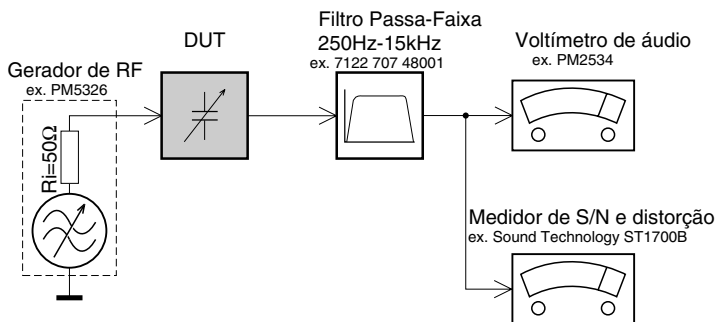 Gerador de RF
ex. PM5326
Ri=50Ω
DUT
Filtro Passa-Faixa
250Hz-15kHz
ex. 7122 707 48001
Voltímetro de áudio
ex. PM2534
Medidor de S/N e distorção
ex. Sound Technology ST1700B